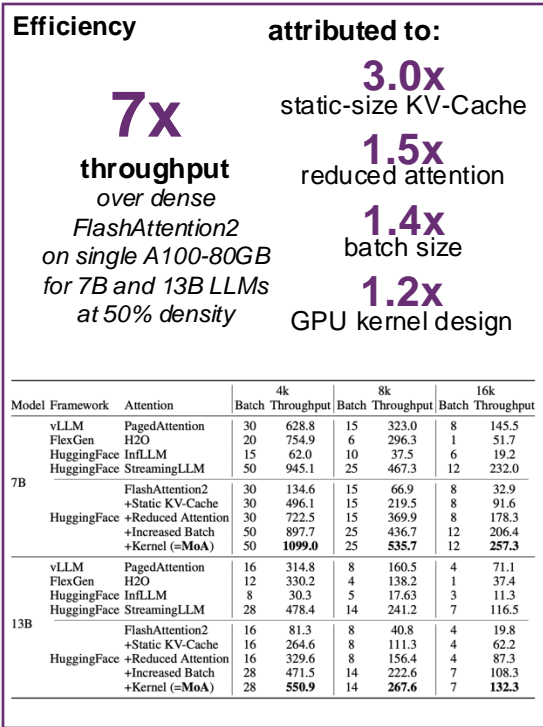 Efficiency
7x
throughput
over dense
FlashAttention2
on single A100-80GB
for 7B and 13B LLMs
at 50% density
attributed to:
3.0x
static-size KV-Cache
1.5x
reduced attention
1.4x
batch size
1.2x
GPU kernel design
4k 8k 16k
Model Framework Attention Batch Throughput Batch Throughput Batch Throughput
vLLM PagedAttention 30 628.8 15 323.0 8 145.5
FlexGen H2O 20 754.9 6 296.3 1 51.7
HuggingFace InfLLM 15 62.0 10 37.5 6 19.2
HuggingFace StreamingLLM 50 945.1 25 467.3 12 232.0
7B
FlashAttention2 30 134.6 15 66.9 8 32.9
+Static KV-Cache 30 496.1 15 219.5 8 91.6
HuggingFace +Reduced Attention 30 722.5 15 369.9 8 178.3
+Increased Batch 50 897.7 25 436.7 12 206.4
+Kernel (=MoA) 50 1099.0 25 535.7 12 257.3
vLLM PagedAttention 16 314.8 8 160.5 4 71.1
FlexGen H2O 12 330.2 4 138.2 1 37.4
HuggingFace InfLLM 8 30.3 5 17.63 3 11.3
HuggingFace StreamingLLM 28 478.4 14 241.2 7 116.5
13B
FlashAttention2 16 81.3 8 40.8 4 19.8
+Static KV-Cache 16 264.6 8 111.3 4 62.2
HuggingFace +Reduced Attention 16 329.6 8 156.4 4 87.3
+Increased Batch 28 471.5 14 222.6 7 108.3
+Kernel (=MoA) 28 550.9 14 267.6 7 132.3